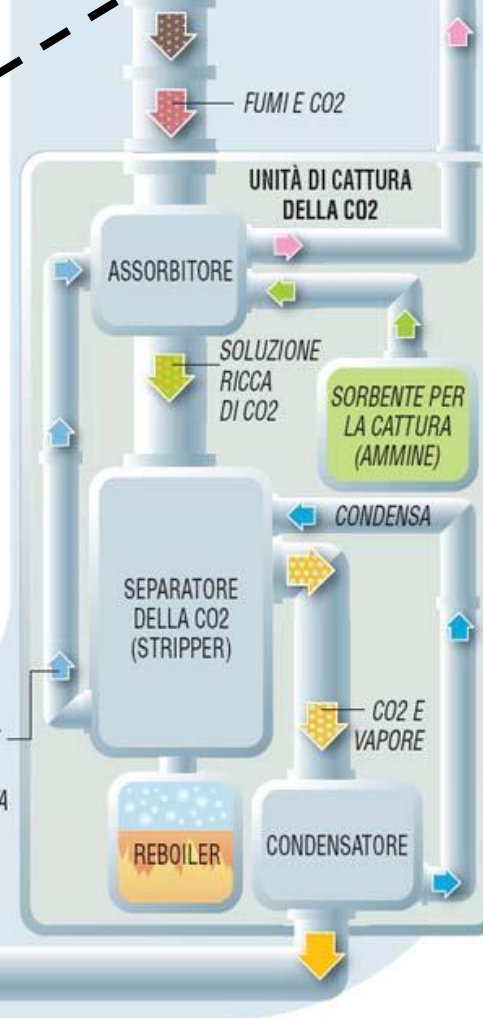 FUMI E CO2
UNITÀ DI CATTURA
DELLA CO2
ASSORBITORE
SOLUZIONE
RICCA
DI CO2
SORBENTE PER
LA CATTURA
(AMMINE)
CONDENSA
SEPARATORE
DELLA CO2
(STRIPPER)
CO2 E
VAPORE
REBOILER
CONDENSATORE